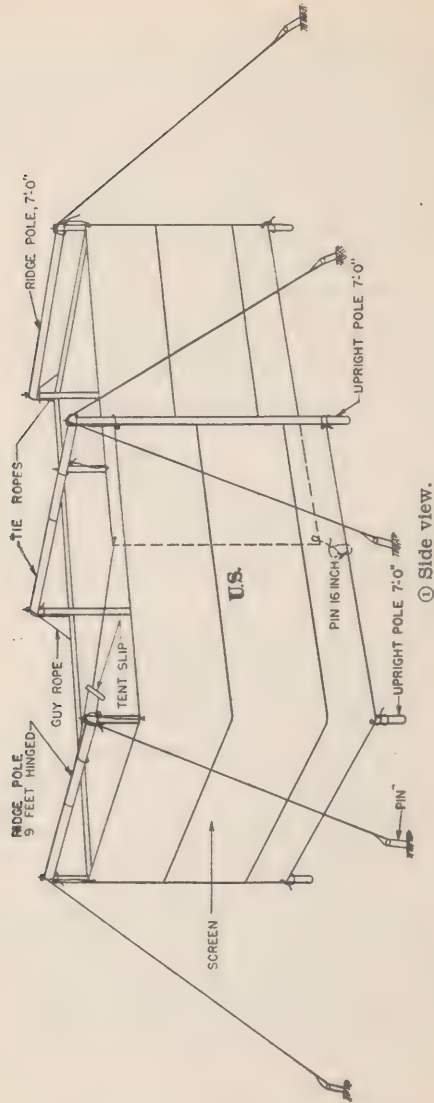 RIDGE POLE, 7'-0"
TIE ROPES
GUY ROPE
TENT SLIP
RIDGE POLE
9 FEET HINGED
UPRIGHT POLE 7'-0"
U.S.
PIN 16 INCH
UPRIGHT POLE 7'-0"
PIN
SCREEN
① Side view.